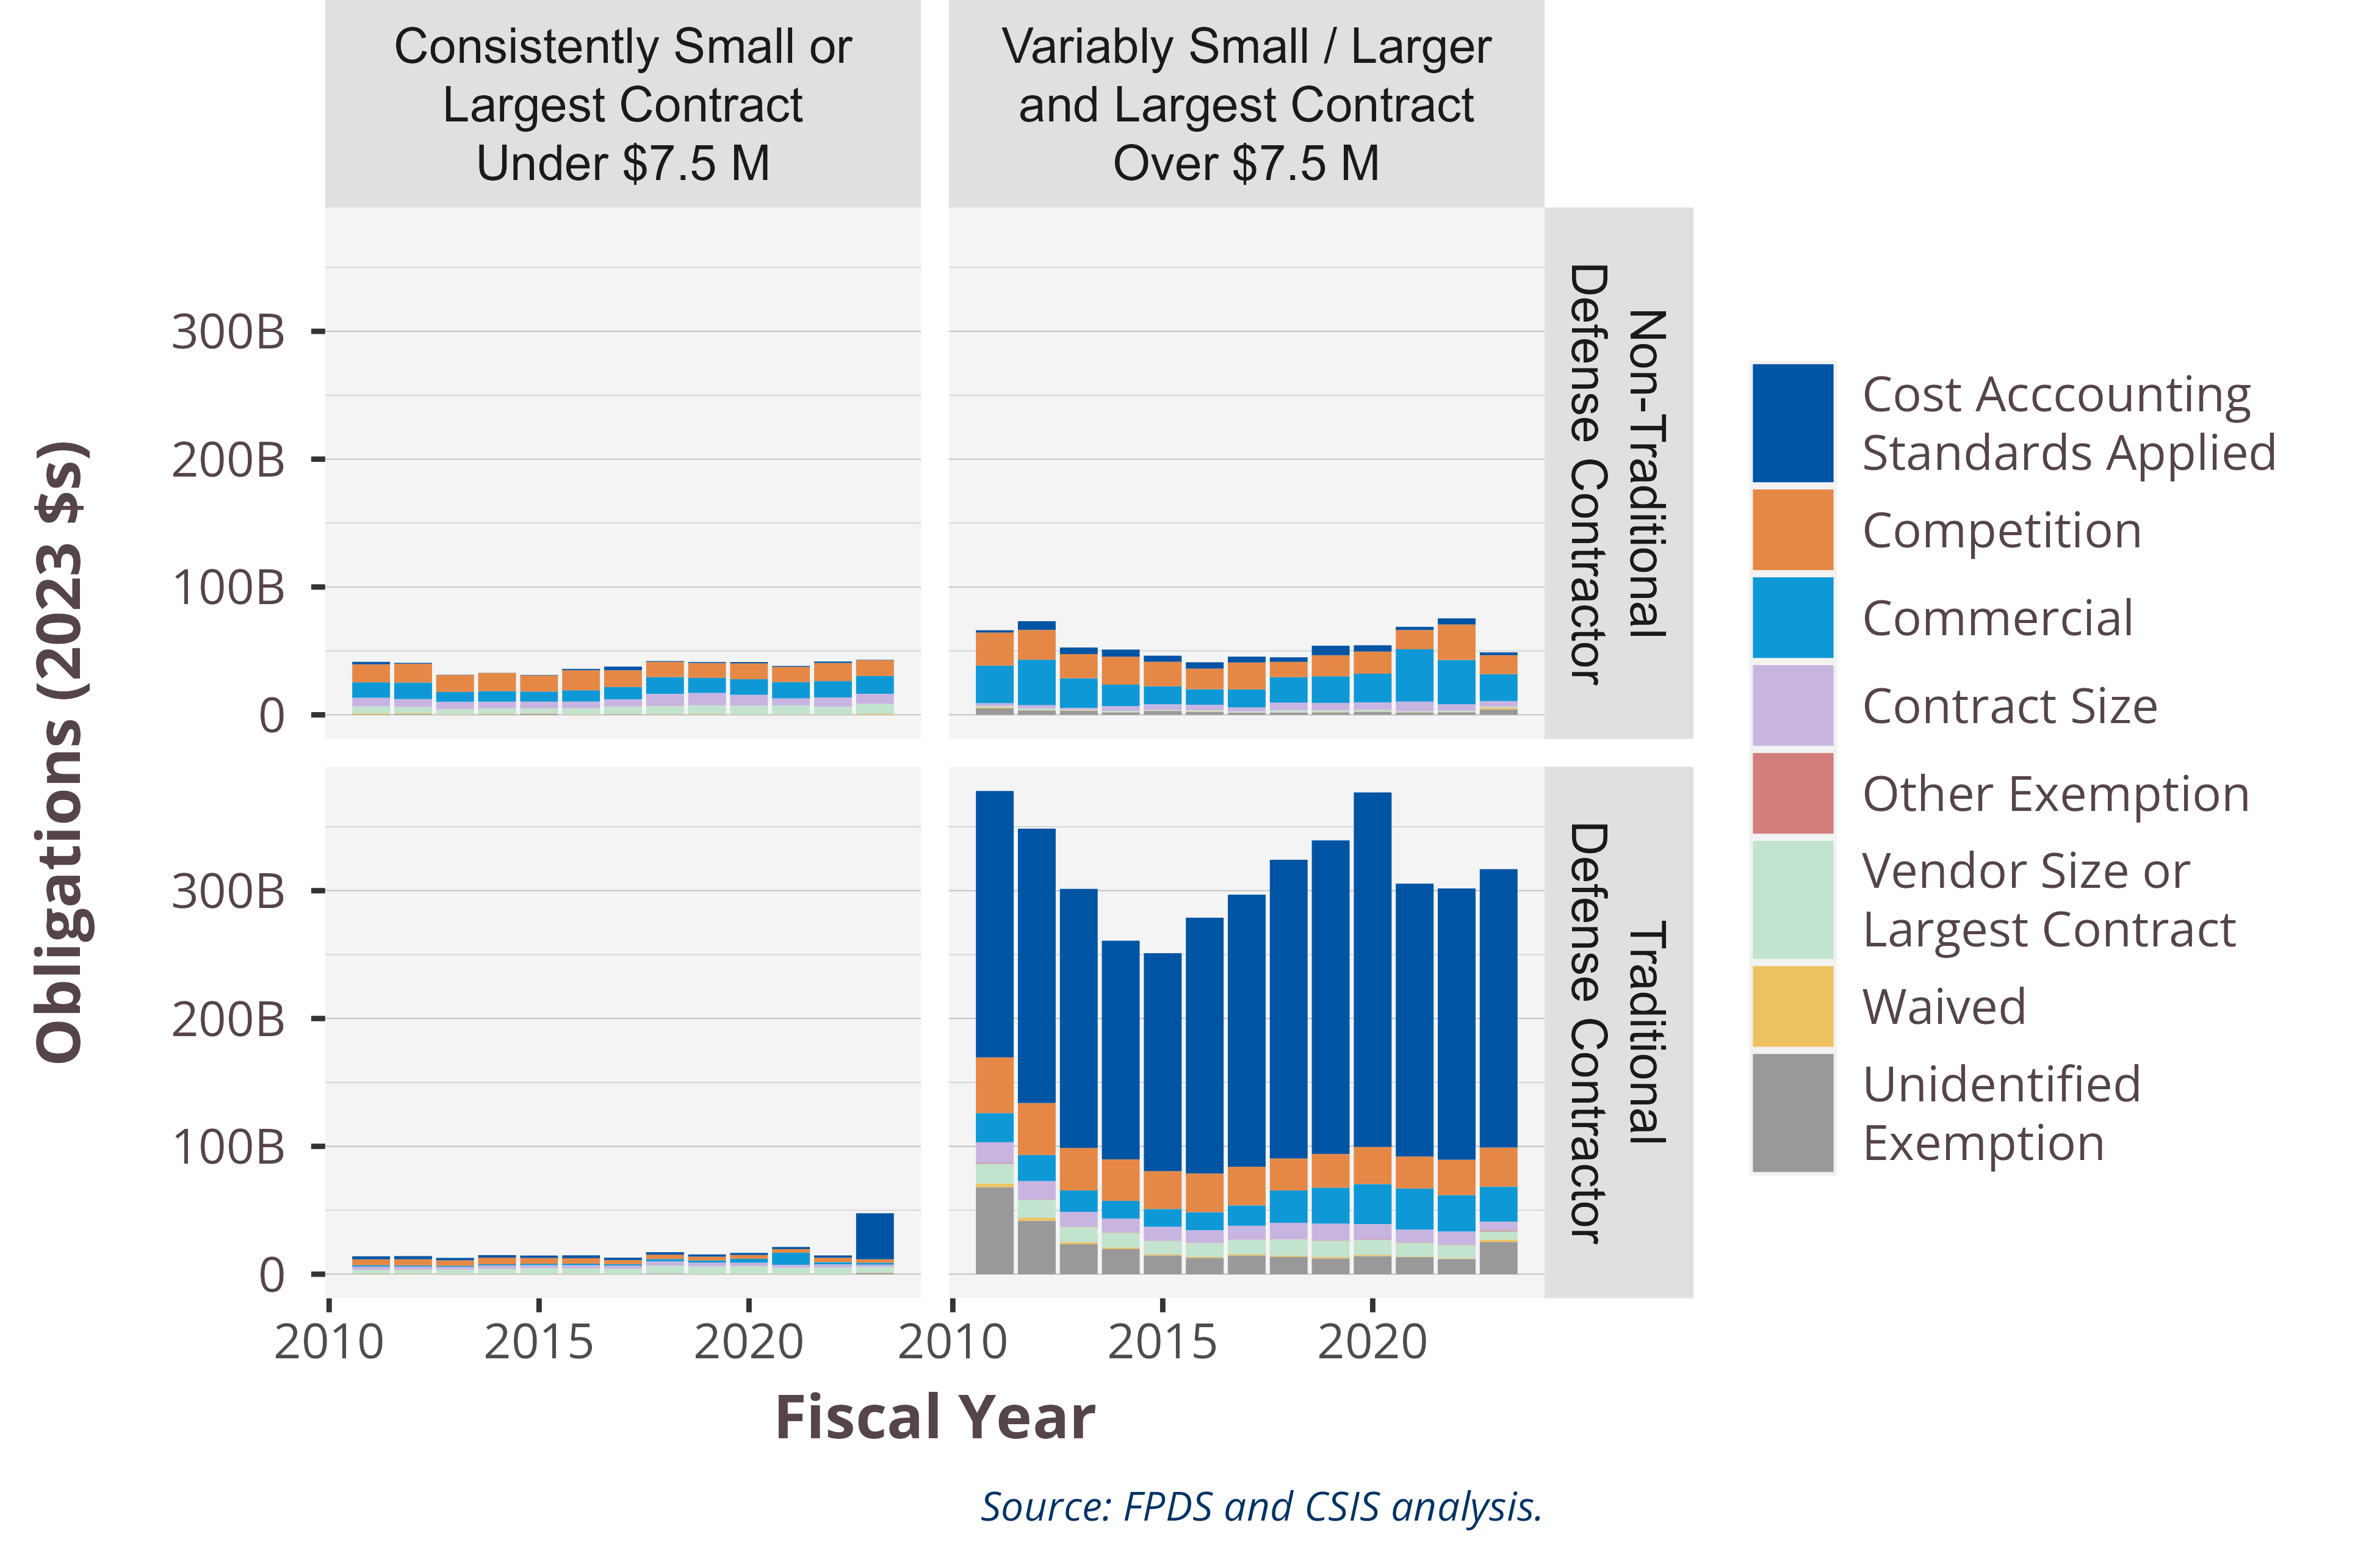 Consistently Small or
Largest Contract
Under $7.5 M
Variably Small / Larger
and Largest Contract
Over $7.5 M
Non-Traditional
Defense Contractor
Traditional
Defense Contractor
Obligations (2023 $s)
300B
200B
100B
0
300B
200B
100B
0
2010
2015
2020
2010
2015
2020
Fiscal Year
Cost Acccounting
Standards Applied
Competition
Commercial
Contract Size
Other Exemption
Vendor Size or
Largest Contract
Waived
Unidentified
Exemption
Source: FPDS and CSIS analysis.